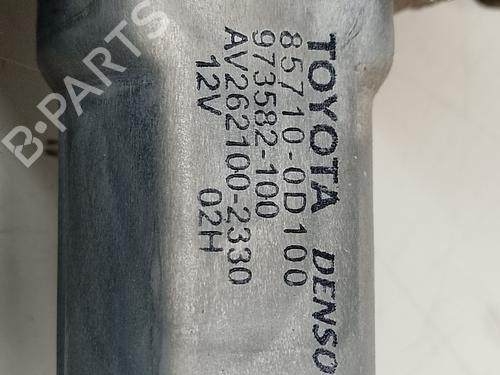 TOYOTA DENSO
85710-0D100
973582-100
AV262100-2330
12V 02H
B-PARTS